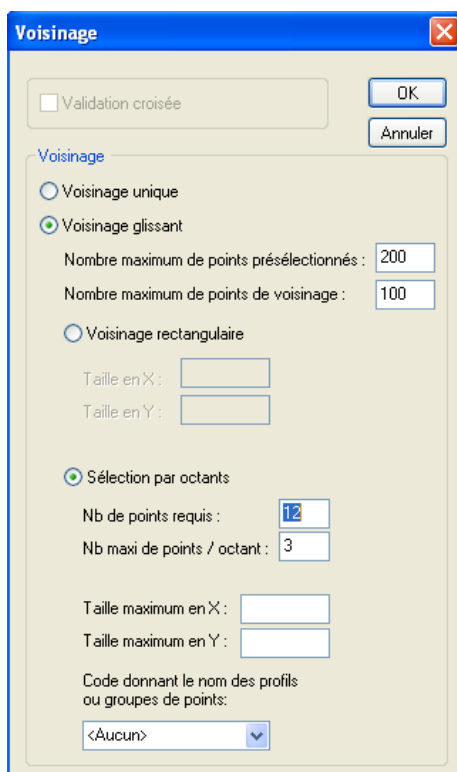 Voisinage
Validation croisée
OK
Annuler
Voisinage
Voisinage unique
Voisinage glissant
Nombre maximum de points présélectionnés : 200
Nombre maximum de points de voisinage : 100
Voisinage rectangulaire
Taille en X :
Taille en Y :
Sélection par octants
Nb de points requis : 12
Nb maxi de points / octant : 3
Taille maximum en X :
Taille maximum en Y :
Code donnant le nom des profils
ou groupes de points:
<Aucun>